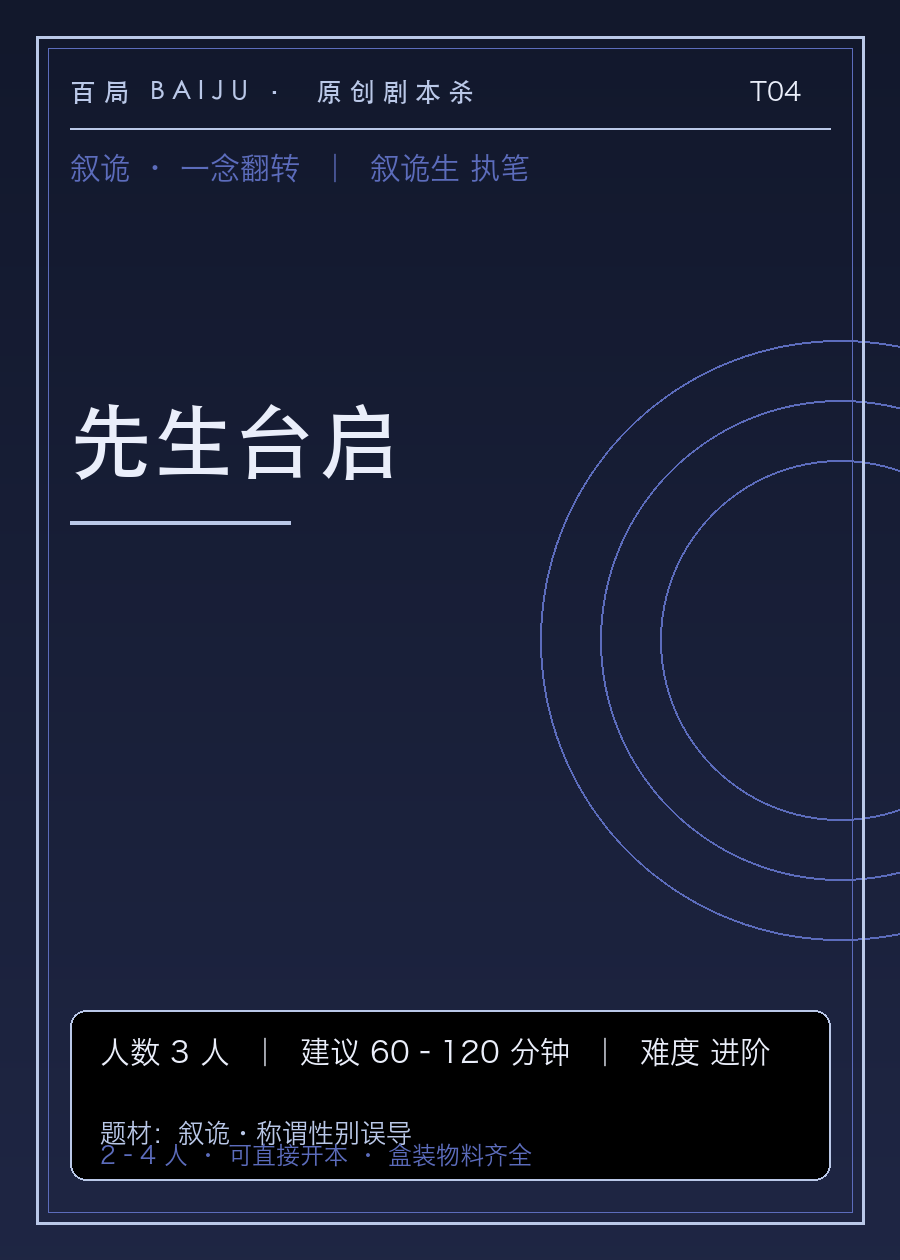 百局 BAIJU · 原创剧本杀
T04
叙诡 · 一念翻转 ｜ 叙诡生 执笔
先生台启
人数 3 人 ｜ 建议 60 - 120 分钟 ｜ 难度 进阶
题材: 叙诡 · 称谓性别误导
2 - 4 人 · 可直接开本 · 盒装物料齐全